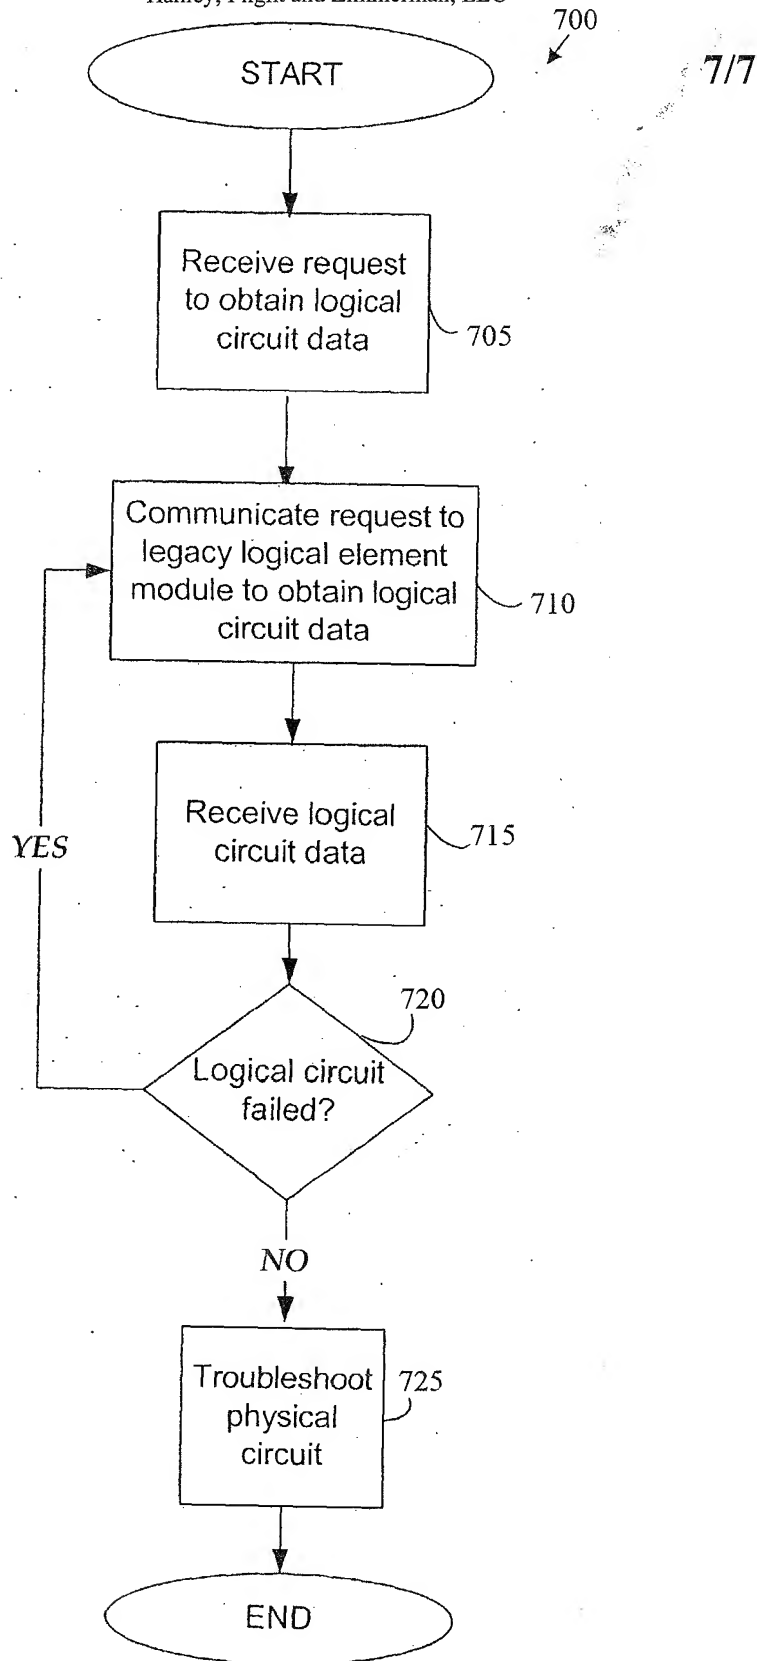 700
START
7/7
Receive request
to obtain logical
circuit data
705
Communicate request to
legacy logical element
module to obtain logical
circuit data
710
Receive logical
circuit data
715
YES
720
Logical circuit
failed?
NO
Troubleshoot
physical
circuit
725
END